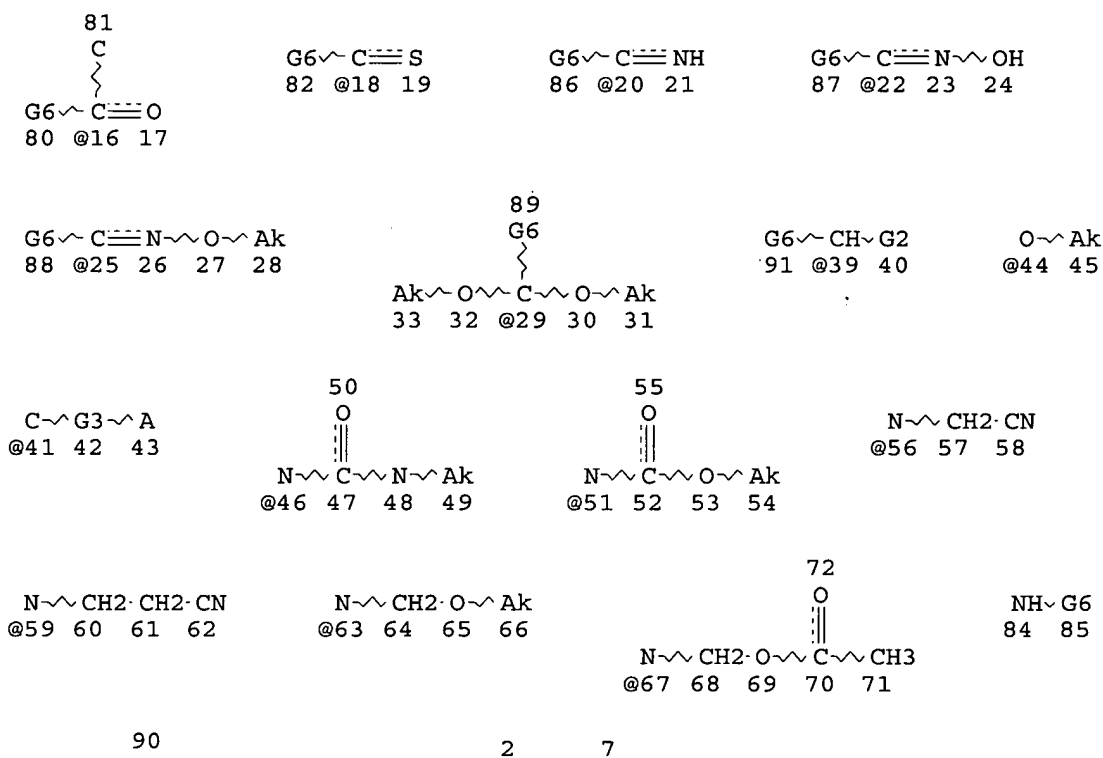 81
C
G6 C S
82 @18 19
G6 C NH
86 @20 21
G6 C N OH
87 @22 23 24
G6 C O
80 @16 17
89
G6
G6 C N O Ak
88 @25 26 27 28
Ak O C O Ak
33 32 @29 30 31
G6 CH G2
91 @39 40
O Ak
@44 45
50
O
55
O
C G3 A
@41 42 43
N C N Ak
@46 47 48 49
N C O Ak
@51 52 53 54
N CH2 CN
@56 57 58
72
O
N CH2 CH2 CN
@59 60 61 62
N CH2 O Ak
@63 64 65 66
N CH2 O C CH3
@67 68 69 70 71
NH G6
84 85
90
2 7